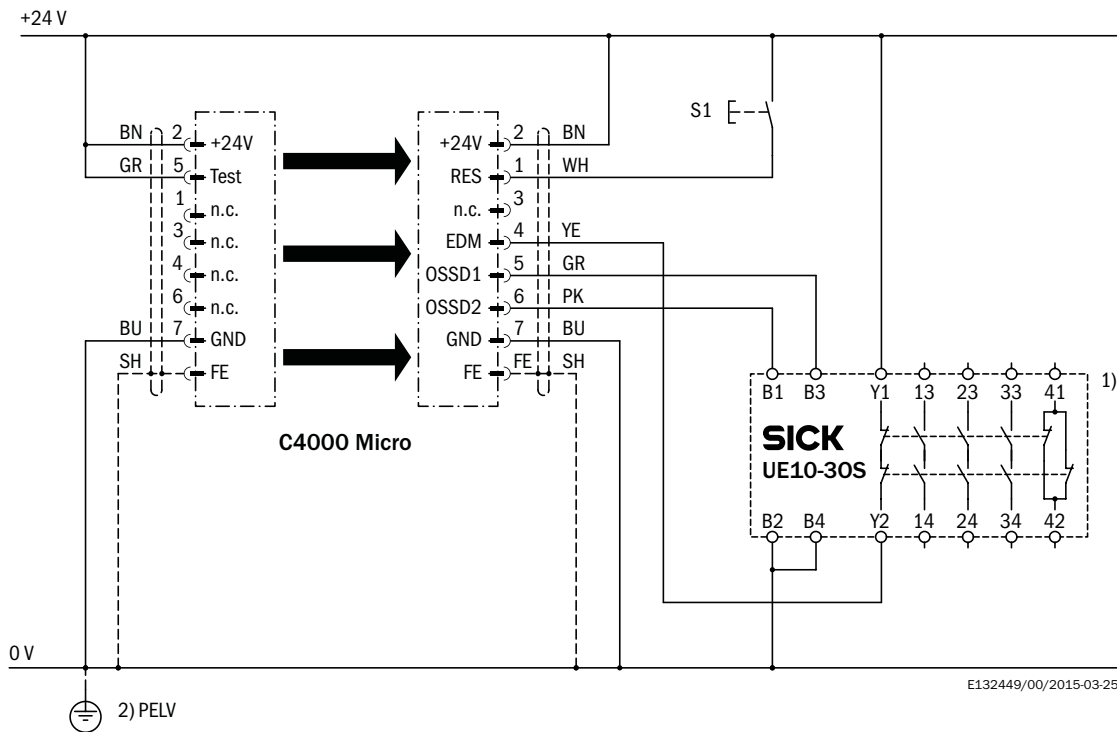 +24 V
S1
BN 2 +24V
GR 5 Test
1 n.c.
3 n.c.
4 n.c.
6 n.c.
BU 7 GND
SH FE
+24V 2 BN
RES 1 WH
n.c. 3
EDM 4 YE
OSSD1 5 GR
OSSD2 6 PK
GND 7 BU
FE FE SH
C4000 Micro
B1 B3 Y1 13 23 33 41 1)
SICK
UE10-3OS
B2 B4 Y2 14 24 34 42
0 V
E132449/00/2015-03-25
2) PELV